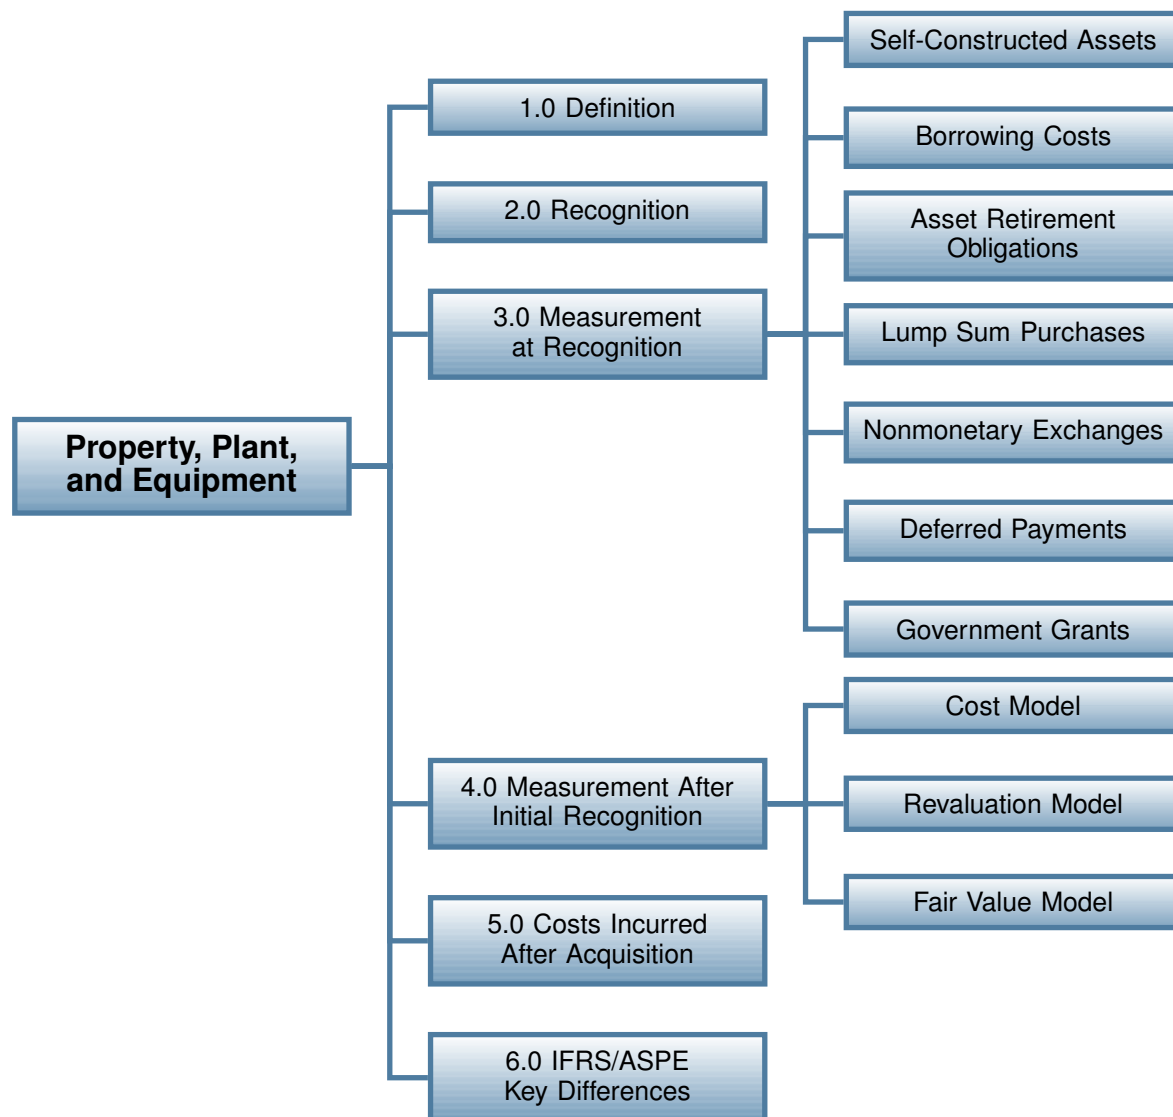 Property, Plant,
and Equipment
1.0 Definition
2.0 Recognition
3.0 Measurement
at Recognition
Self-Constructed Assets
Borrowing Costs
Asset Retirement
Obligations
Lump Sum Purchases
Nonmonetary Exchanges
Deferred Payments
Government Grants
4.0 Measurement After
Initial Recognition
Cost Model
Revaluation Model
Fair Value Model
5.0 Costs Incurred
After Acquisition
6.0 IFRS/ASPE
Key Differences